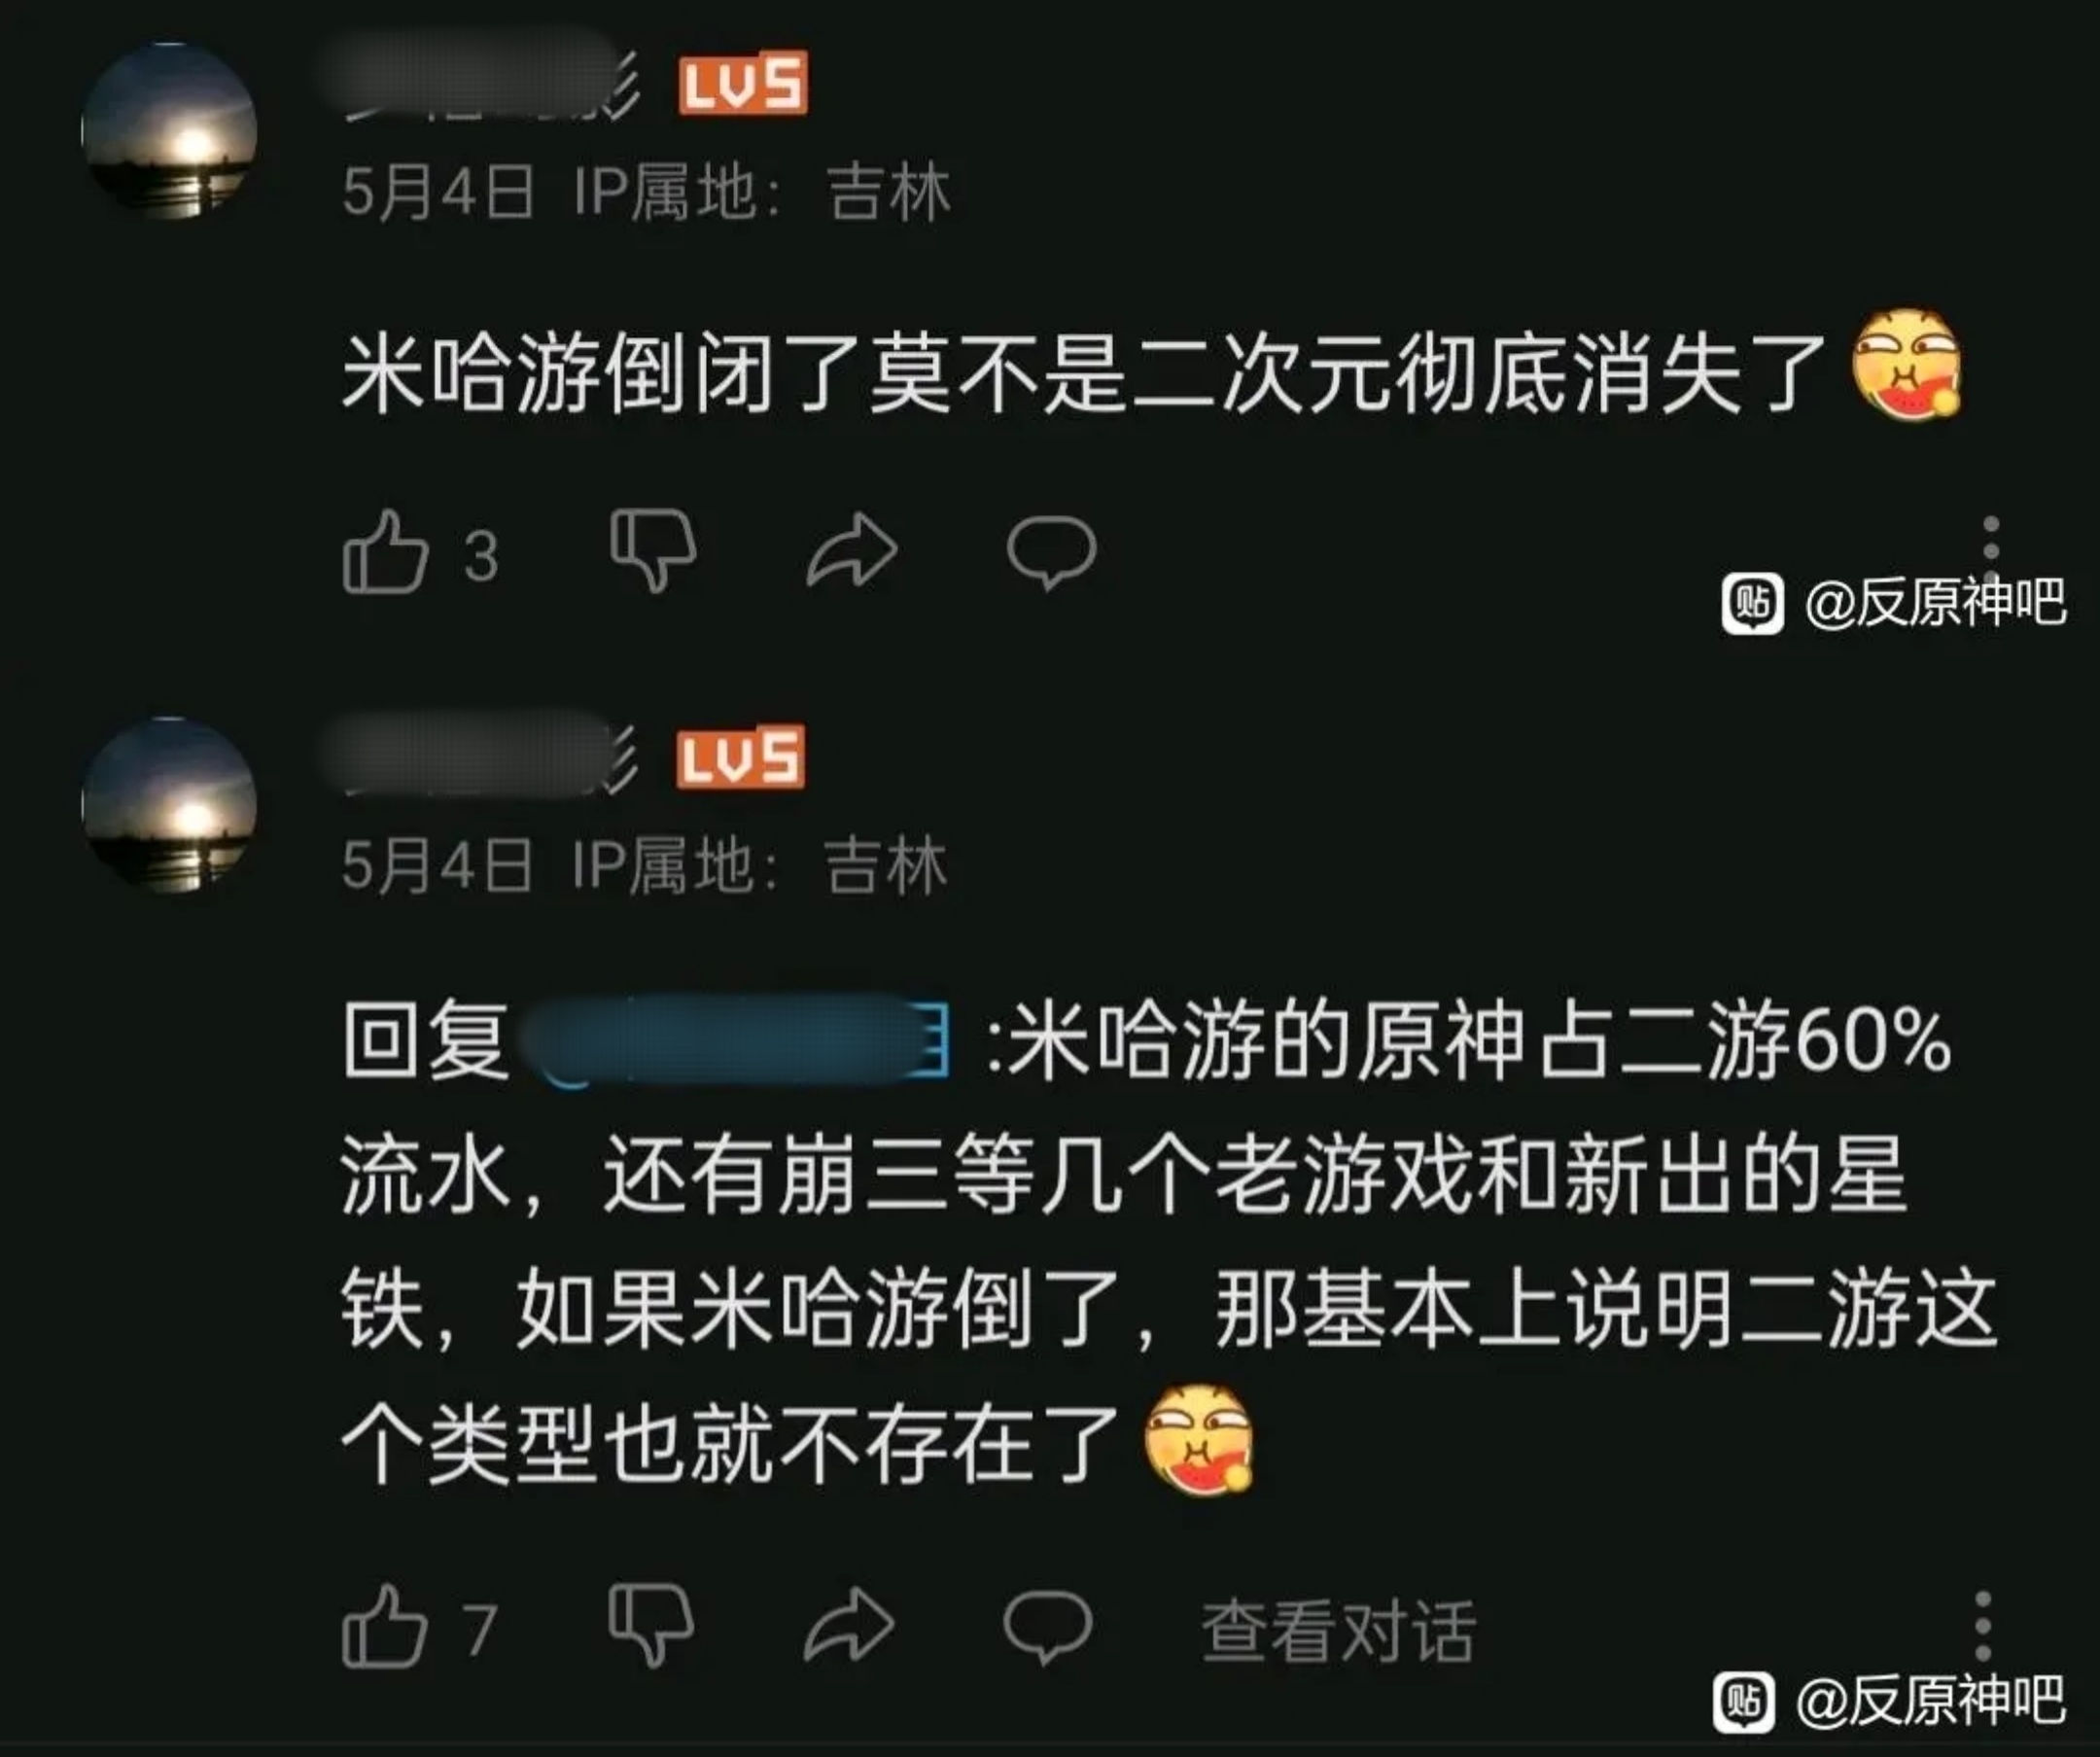 LV5
5月4日 IP属地：吉林
米哈游倒闭了莫不是二次元彻底消失了
3
贴 @反原神吧
LV5
5月4日 IP属地：吉林
回复 :米哈游的原神占二游60%
流水，还有崩三等几个老游戏和新出的星
铁，如果米哈游倒了，那基本上说明二游这
个类型也就不存在了
7 查看对话
贴 @反原神吧